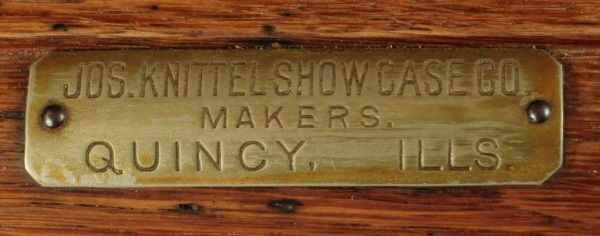 JOS. KNITTEL SHOW CASE CO.
MAKERS.
QUINCY, ILLS.